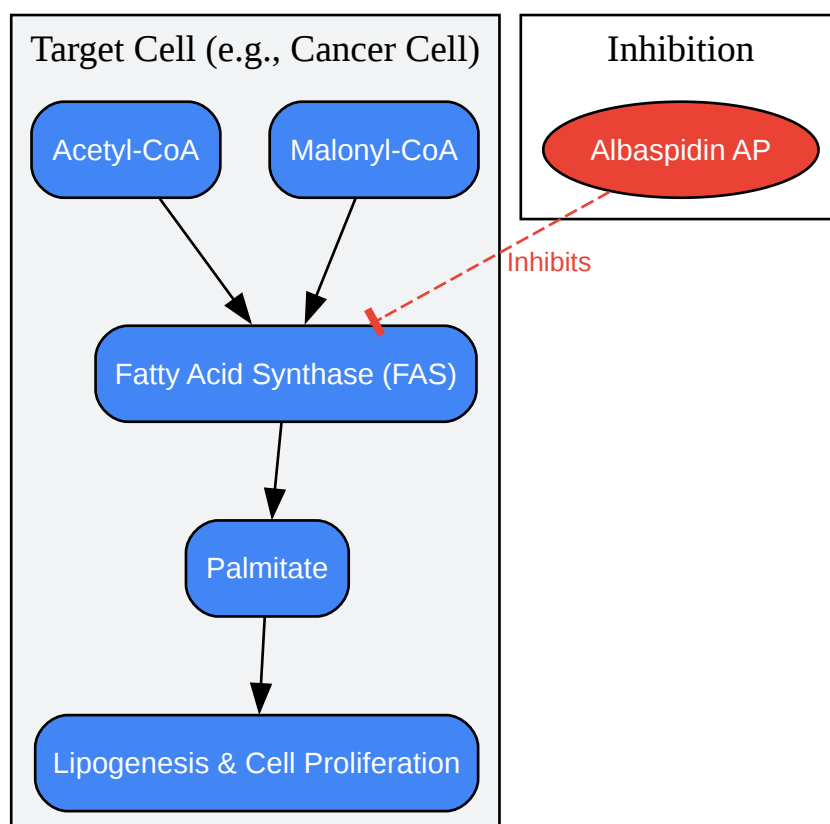 Target Cell (e.g., Cancer Cell)
Inhibition
Acetyl-CoA
Malonyl-CoA
Albaspidin AP
Inhibits
Fatty Acid Synthase (FAS)
Palmitate
Lipogenesis & Cell Proliferation